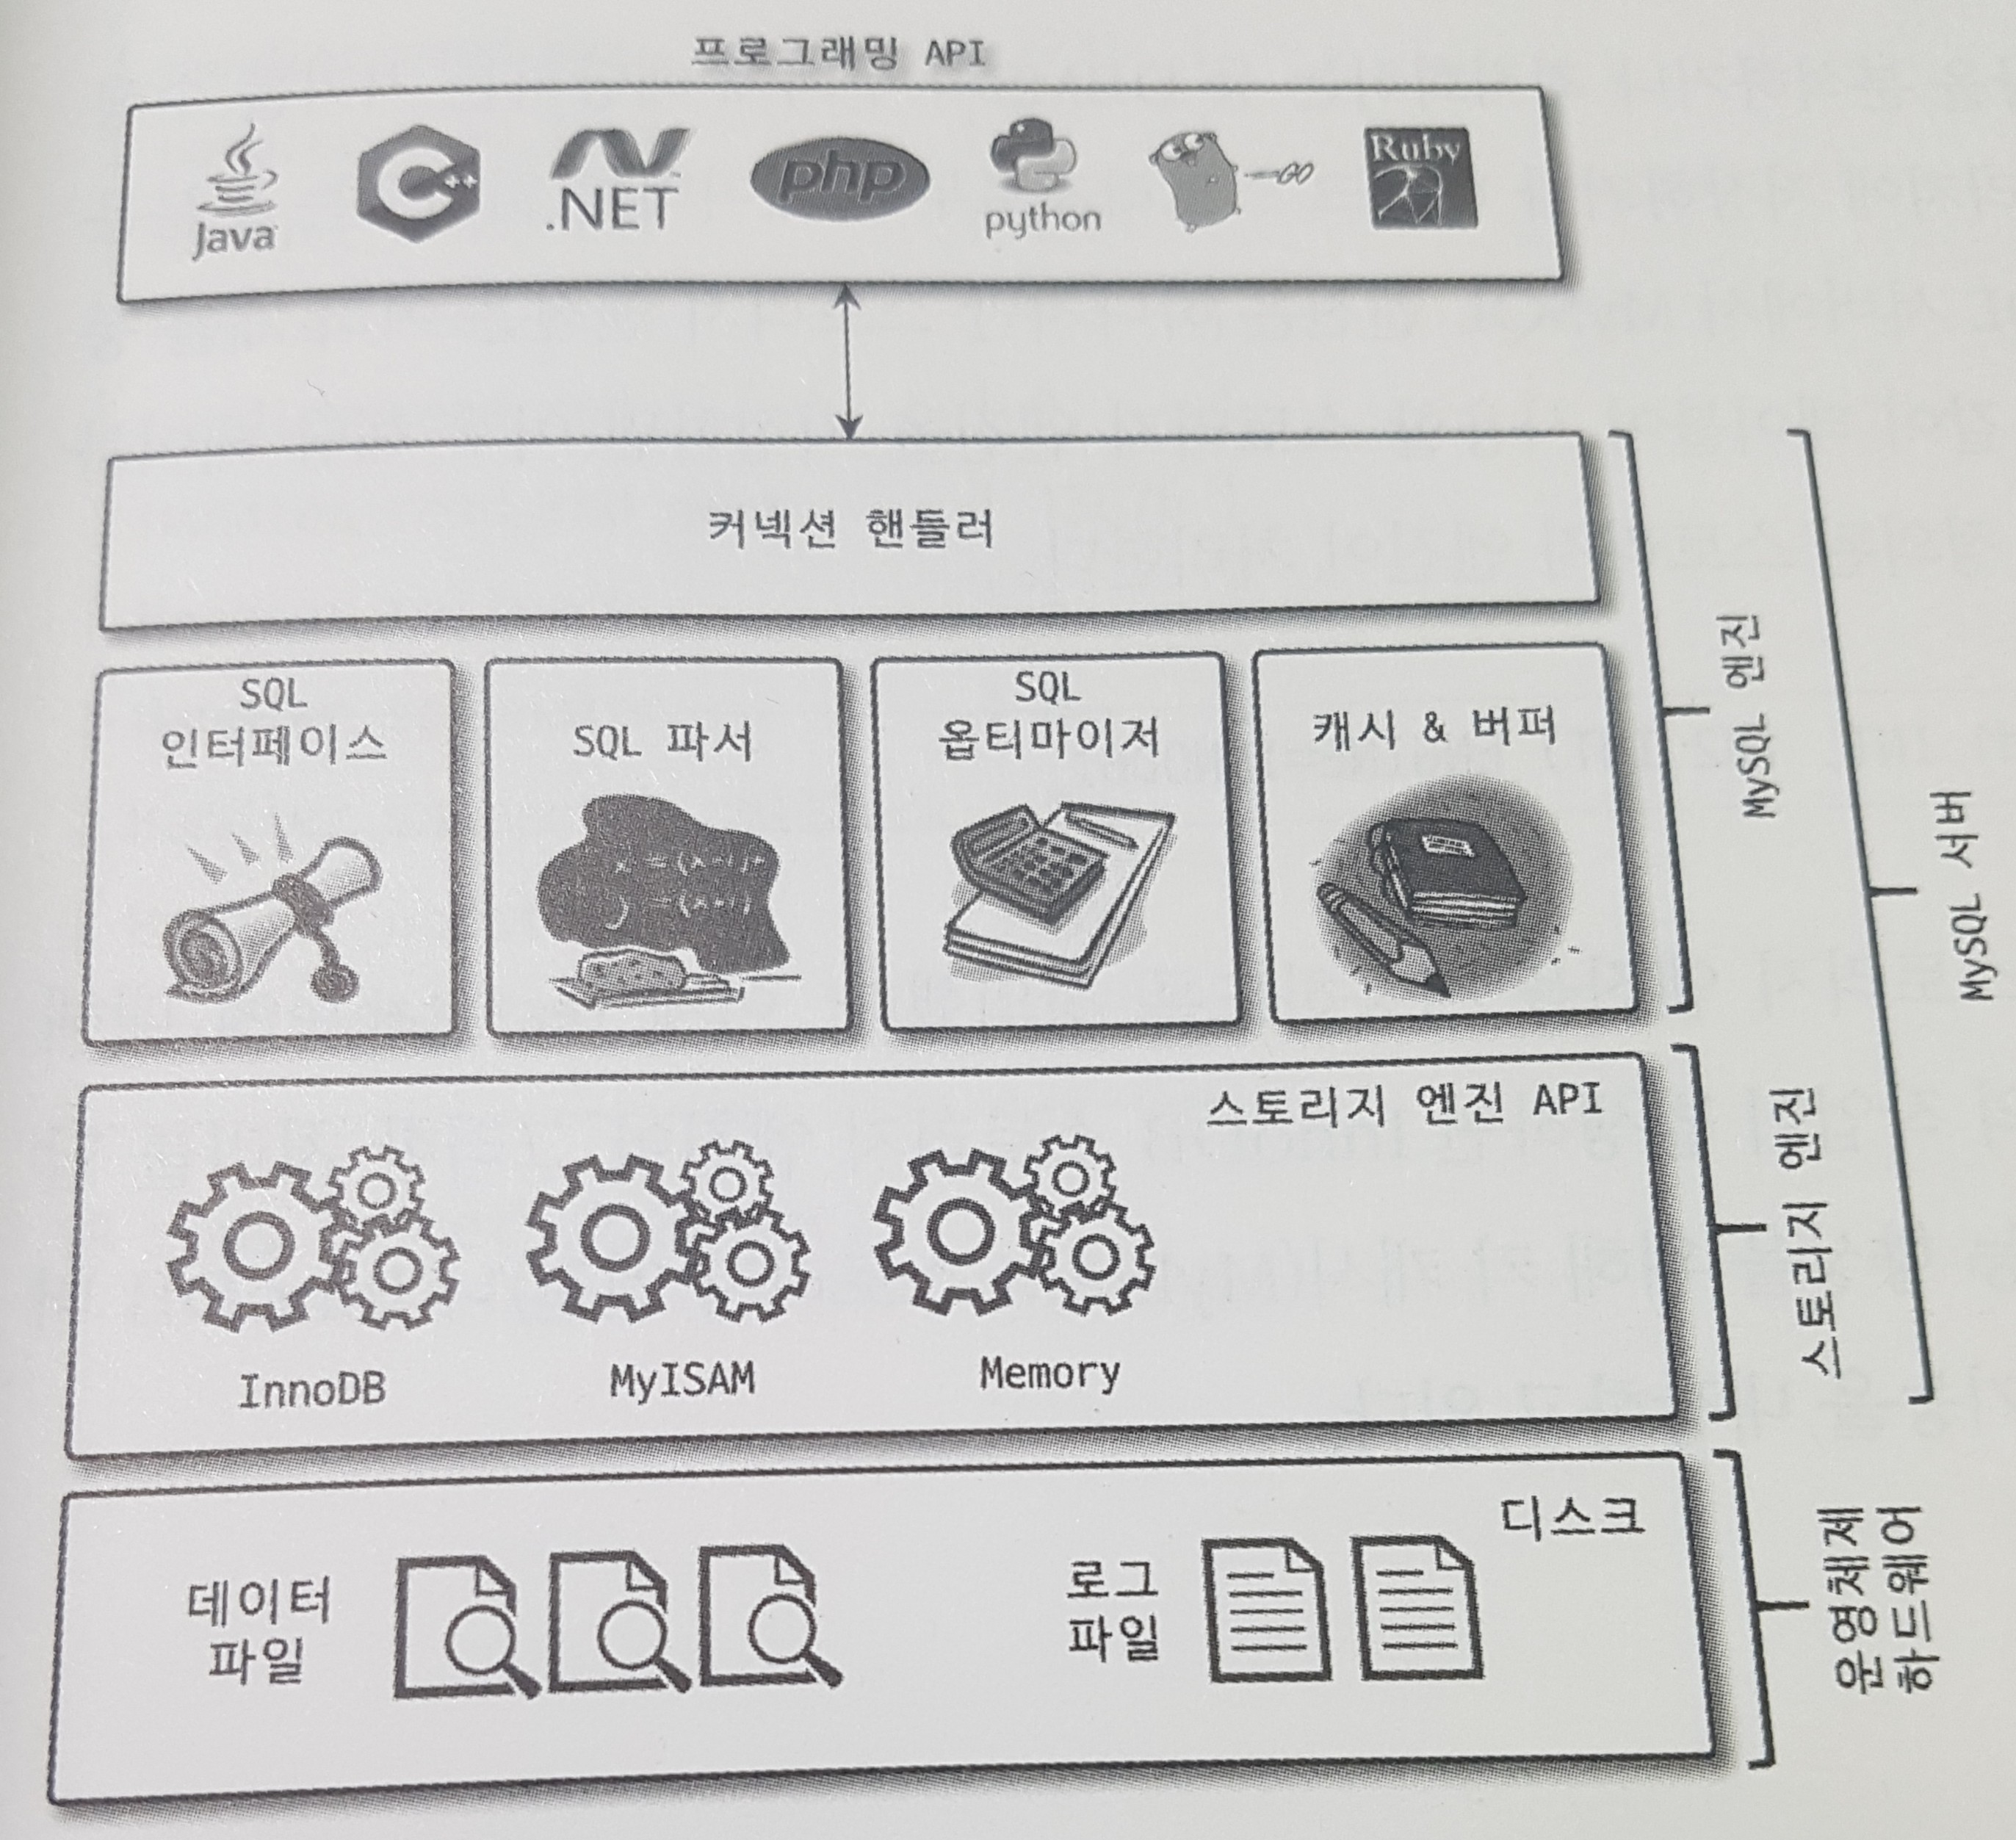 프로그래밍 API
Java
C++
.NET
php
python
GO
Ruby
커넥션 핸들러
SQL
인터페이스
SQL 파서
SQL
옵티마이저
캐시 & 버퍼
MySQL 엔진
MySQL 서버
스토리지 엔진 API
InnoDB
MyISAM
Memory
스토리지 엔진
디스크
데이터
파일
로그
파일
운영체제
하드웨어